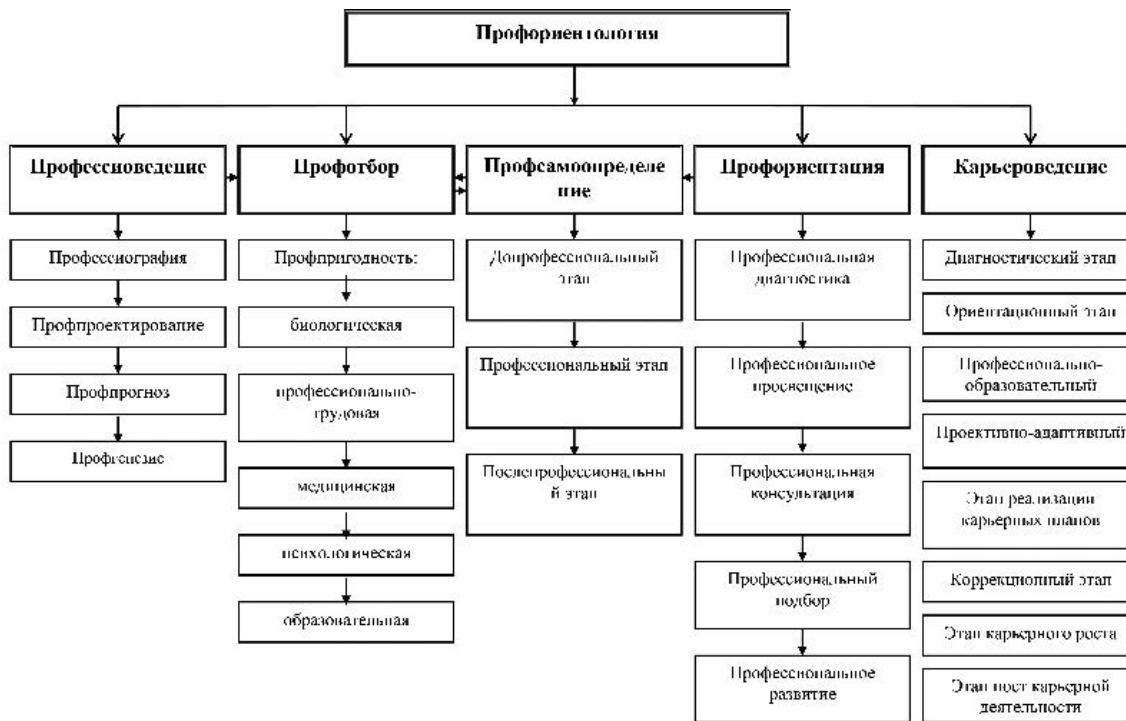 Профориентология
Профессиоведение
Профотбор
Профсамоопределе
ние
Профориентация
Карьероведение
Профессиография
Профпроектирование
Профпрогноз
Профгенезис
Профпригодность:
биологическая
профессионально-
трудовая
медицинская
психологическая
образовательная
Допрофессиональный
этап
Профессиональный этап
Послепрофессиональны
й этап
Профессиональная
диагностика
Профессиональное
просвещение
Профессиональная
консультация
Профессиональный
подбор
Профессиональное
развитие
Диагностический этап
Ориентационный этап
Профессионально-
образовательный
Проективно-адаптивный
Этап реализации
карьерных планов
Коррекционный этап
Этап карьерного роста
Этап пост карьерной
деятельности